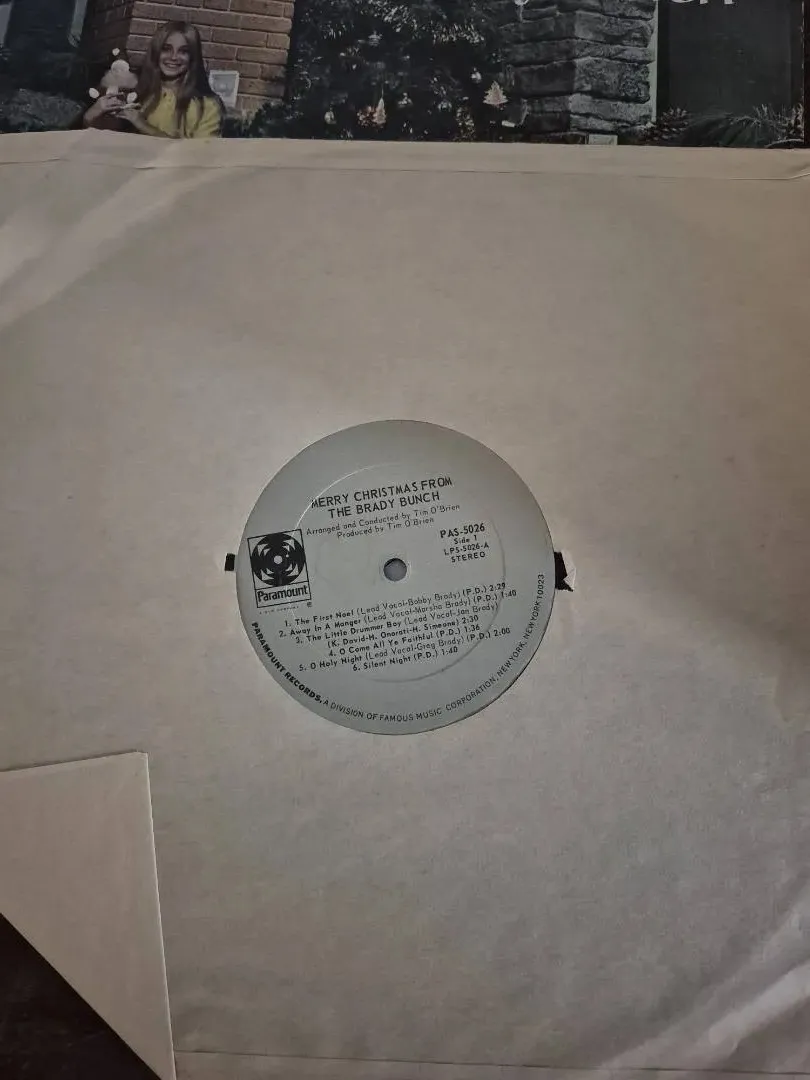 MERRY CHRISTMAS FROM
THE BRADY BUNCH
Arranged and Conducted by Tim O'Brien
Produced by Tim O'Brien
PAS-5026
Side 1
LPS-5026-A
STEREO
Paramount
®
1. The First Noel (Lead Vocal-Bobby Brady) (P.D.) 2:29
2. Away In A Manger (Lead Vocal-Marsha Brady) (P.D.) 1:40
3. The Little Drummer Boy (Lead Vocal-Jan Brady)
(K. David-H. Onorati-H. Simeone) 2:30
4. O Come All Ye Faithful (P.D.) 1:36
5. O Holy Night (Lead Vocal-Greg Brady) (P.D.) 2:00
6. Silent Night (P.D.) 1:40
PARAMOUNT RECORDS, A DIVISION OF FAMOUS MUSIC CORPORATION, NEW YORK, NEW YORK 10023